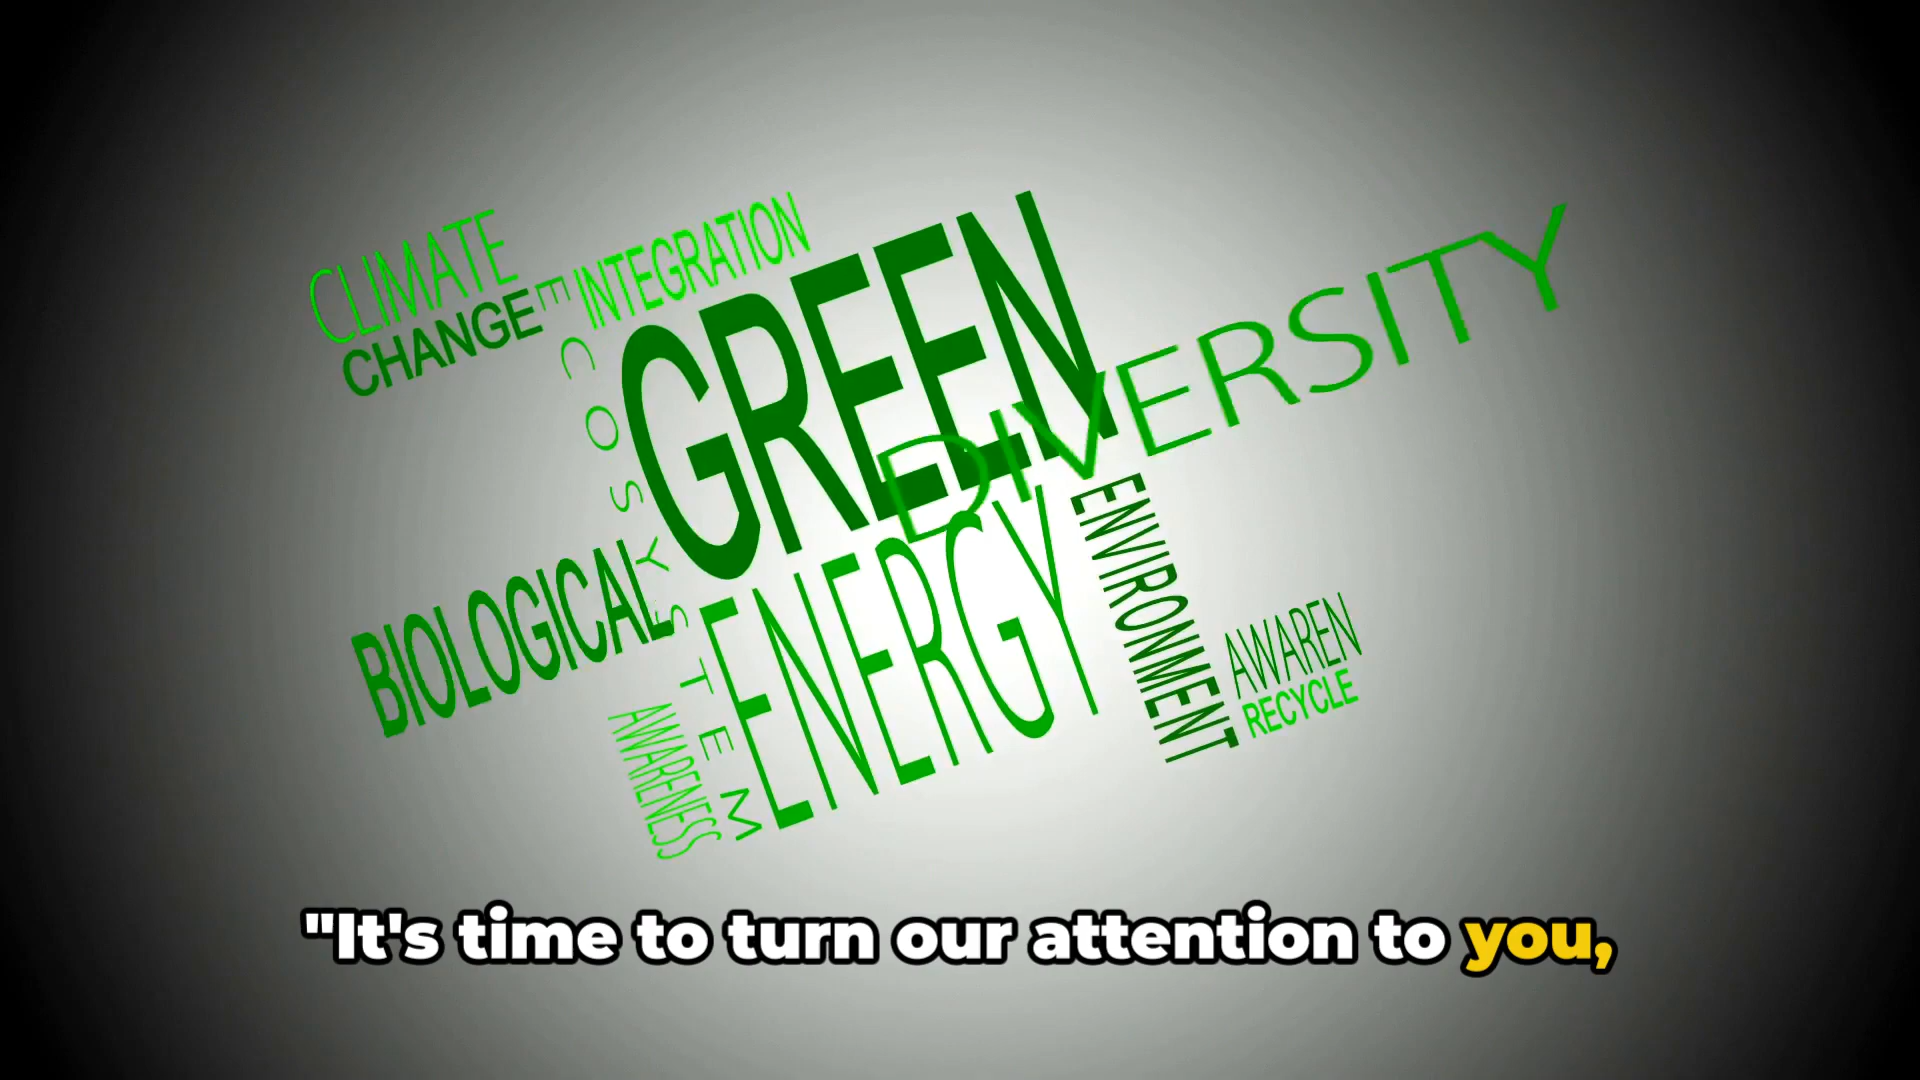 CLIMATE
CHANGE
ECOSYSTEM
INTEGRATION
GREEN
DIVERSITY
BIOLOGICAL
ENERGY
ENVIRONMENT
AWAREN
RECYCLE
AWARENESS
"It's time to turn our attention to you,